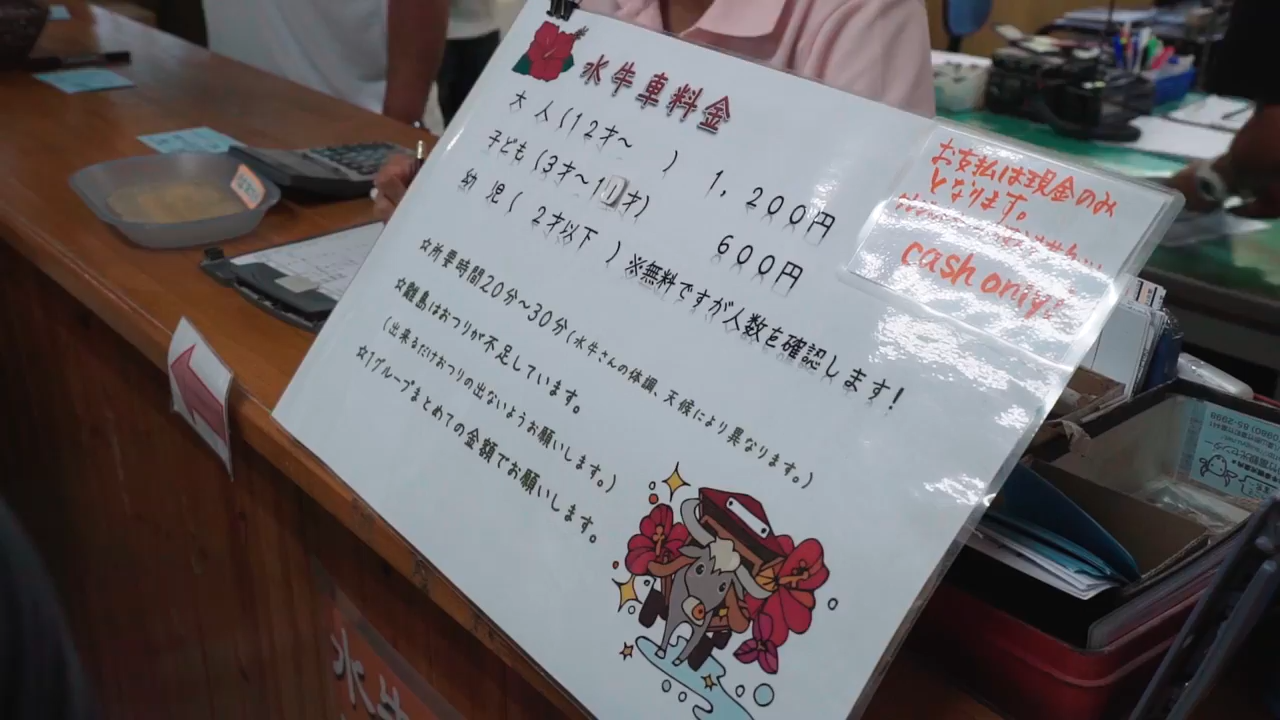 水牛車料金
大人(12才～ ) 1,200円
子ども(3才～11才) 600円
幼児( 2才以下 )※無料ですが人数を確認します!
☆所要時間20分～30分(水牛さんの体調、天候により異なります。)
☆離島はおつりが不足しています。
(出来るだけおつりの出ないようお願いします。)
☆1グループまとめての金額でお願いします。
お支払は現金のみ
となります。
cash only!
水牛
(0980)85-2998